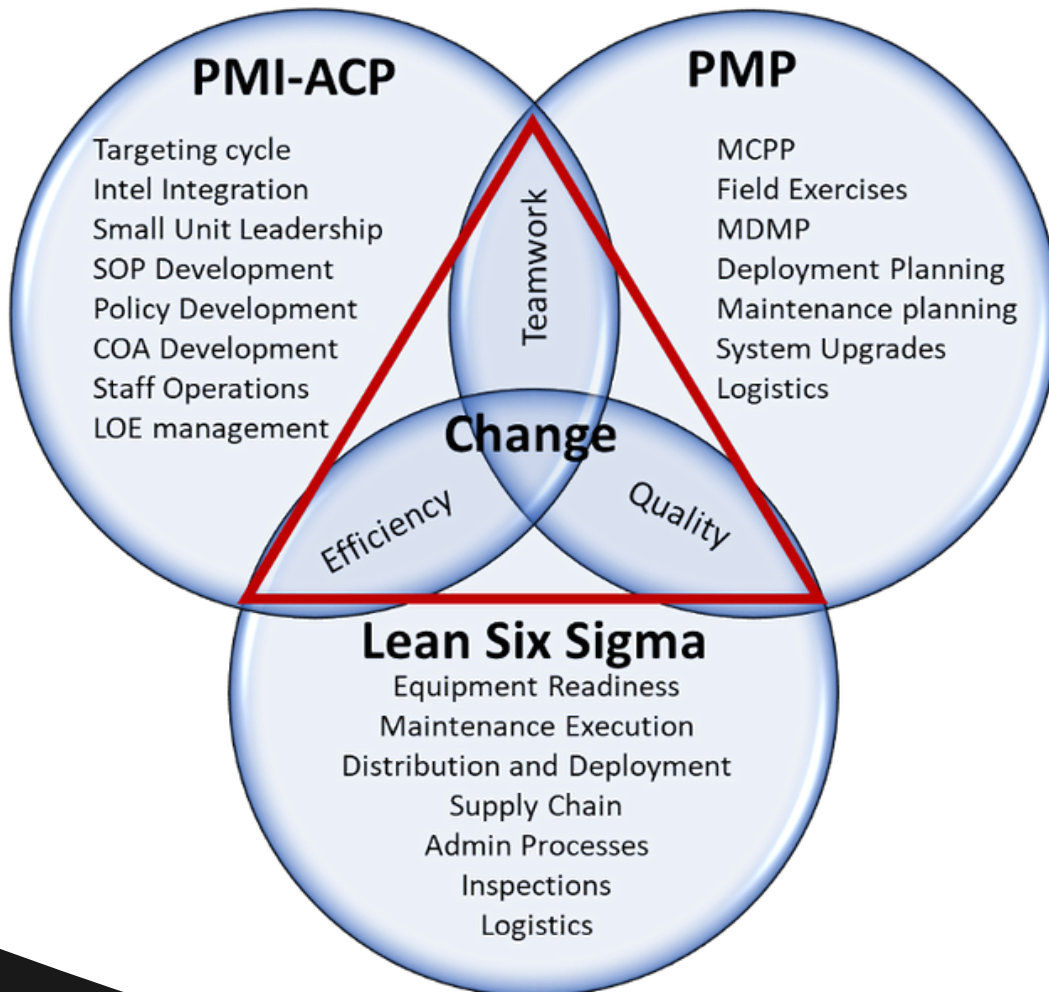 PMI-ACP
Targeting cycle
Intel Integration
Small Unit Leadership
SOP Development
Policy Development
COA Development
Staff Operations
LOE management
PMP
MCPP
Field Exercises
MDMP
Deployment Planning
Maintenance planning
System Upgrades
Logistics
Teamwork
Change
Efficiency
Quality
Lean Six Sigma
Equipment Readiness
Maintenance Execution
Distribution and Deployment
Supply Chain
Admin Processes
Inspections
Logistics